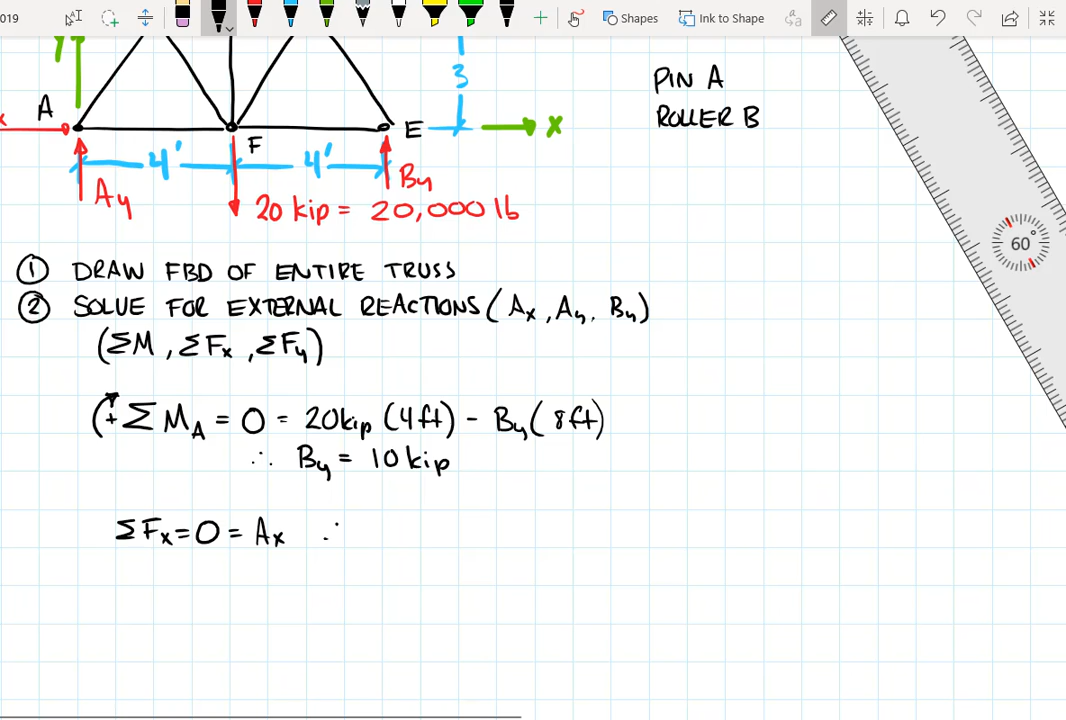 019
Shapes
Ink to Shape
y
3
PIN A
ROLLER B
A
x
F
E
x
4'
4'
Ay
By
20 kip = 20,000 lb
60°
① DRAW FBD OF ENTIRE TRUSS
② SOLVE FOR EXTERNAL REACTIONS (Ax, Ay, By)
(ΣM, ΣFx, ΣFy)
(+ ΣMA = 0 = 20kip (4ft) - By (8ft)
∴ By = 10 kip
ΣFx = 0 = Ax ∴